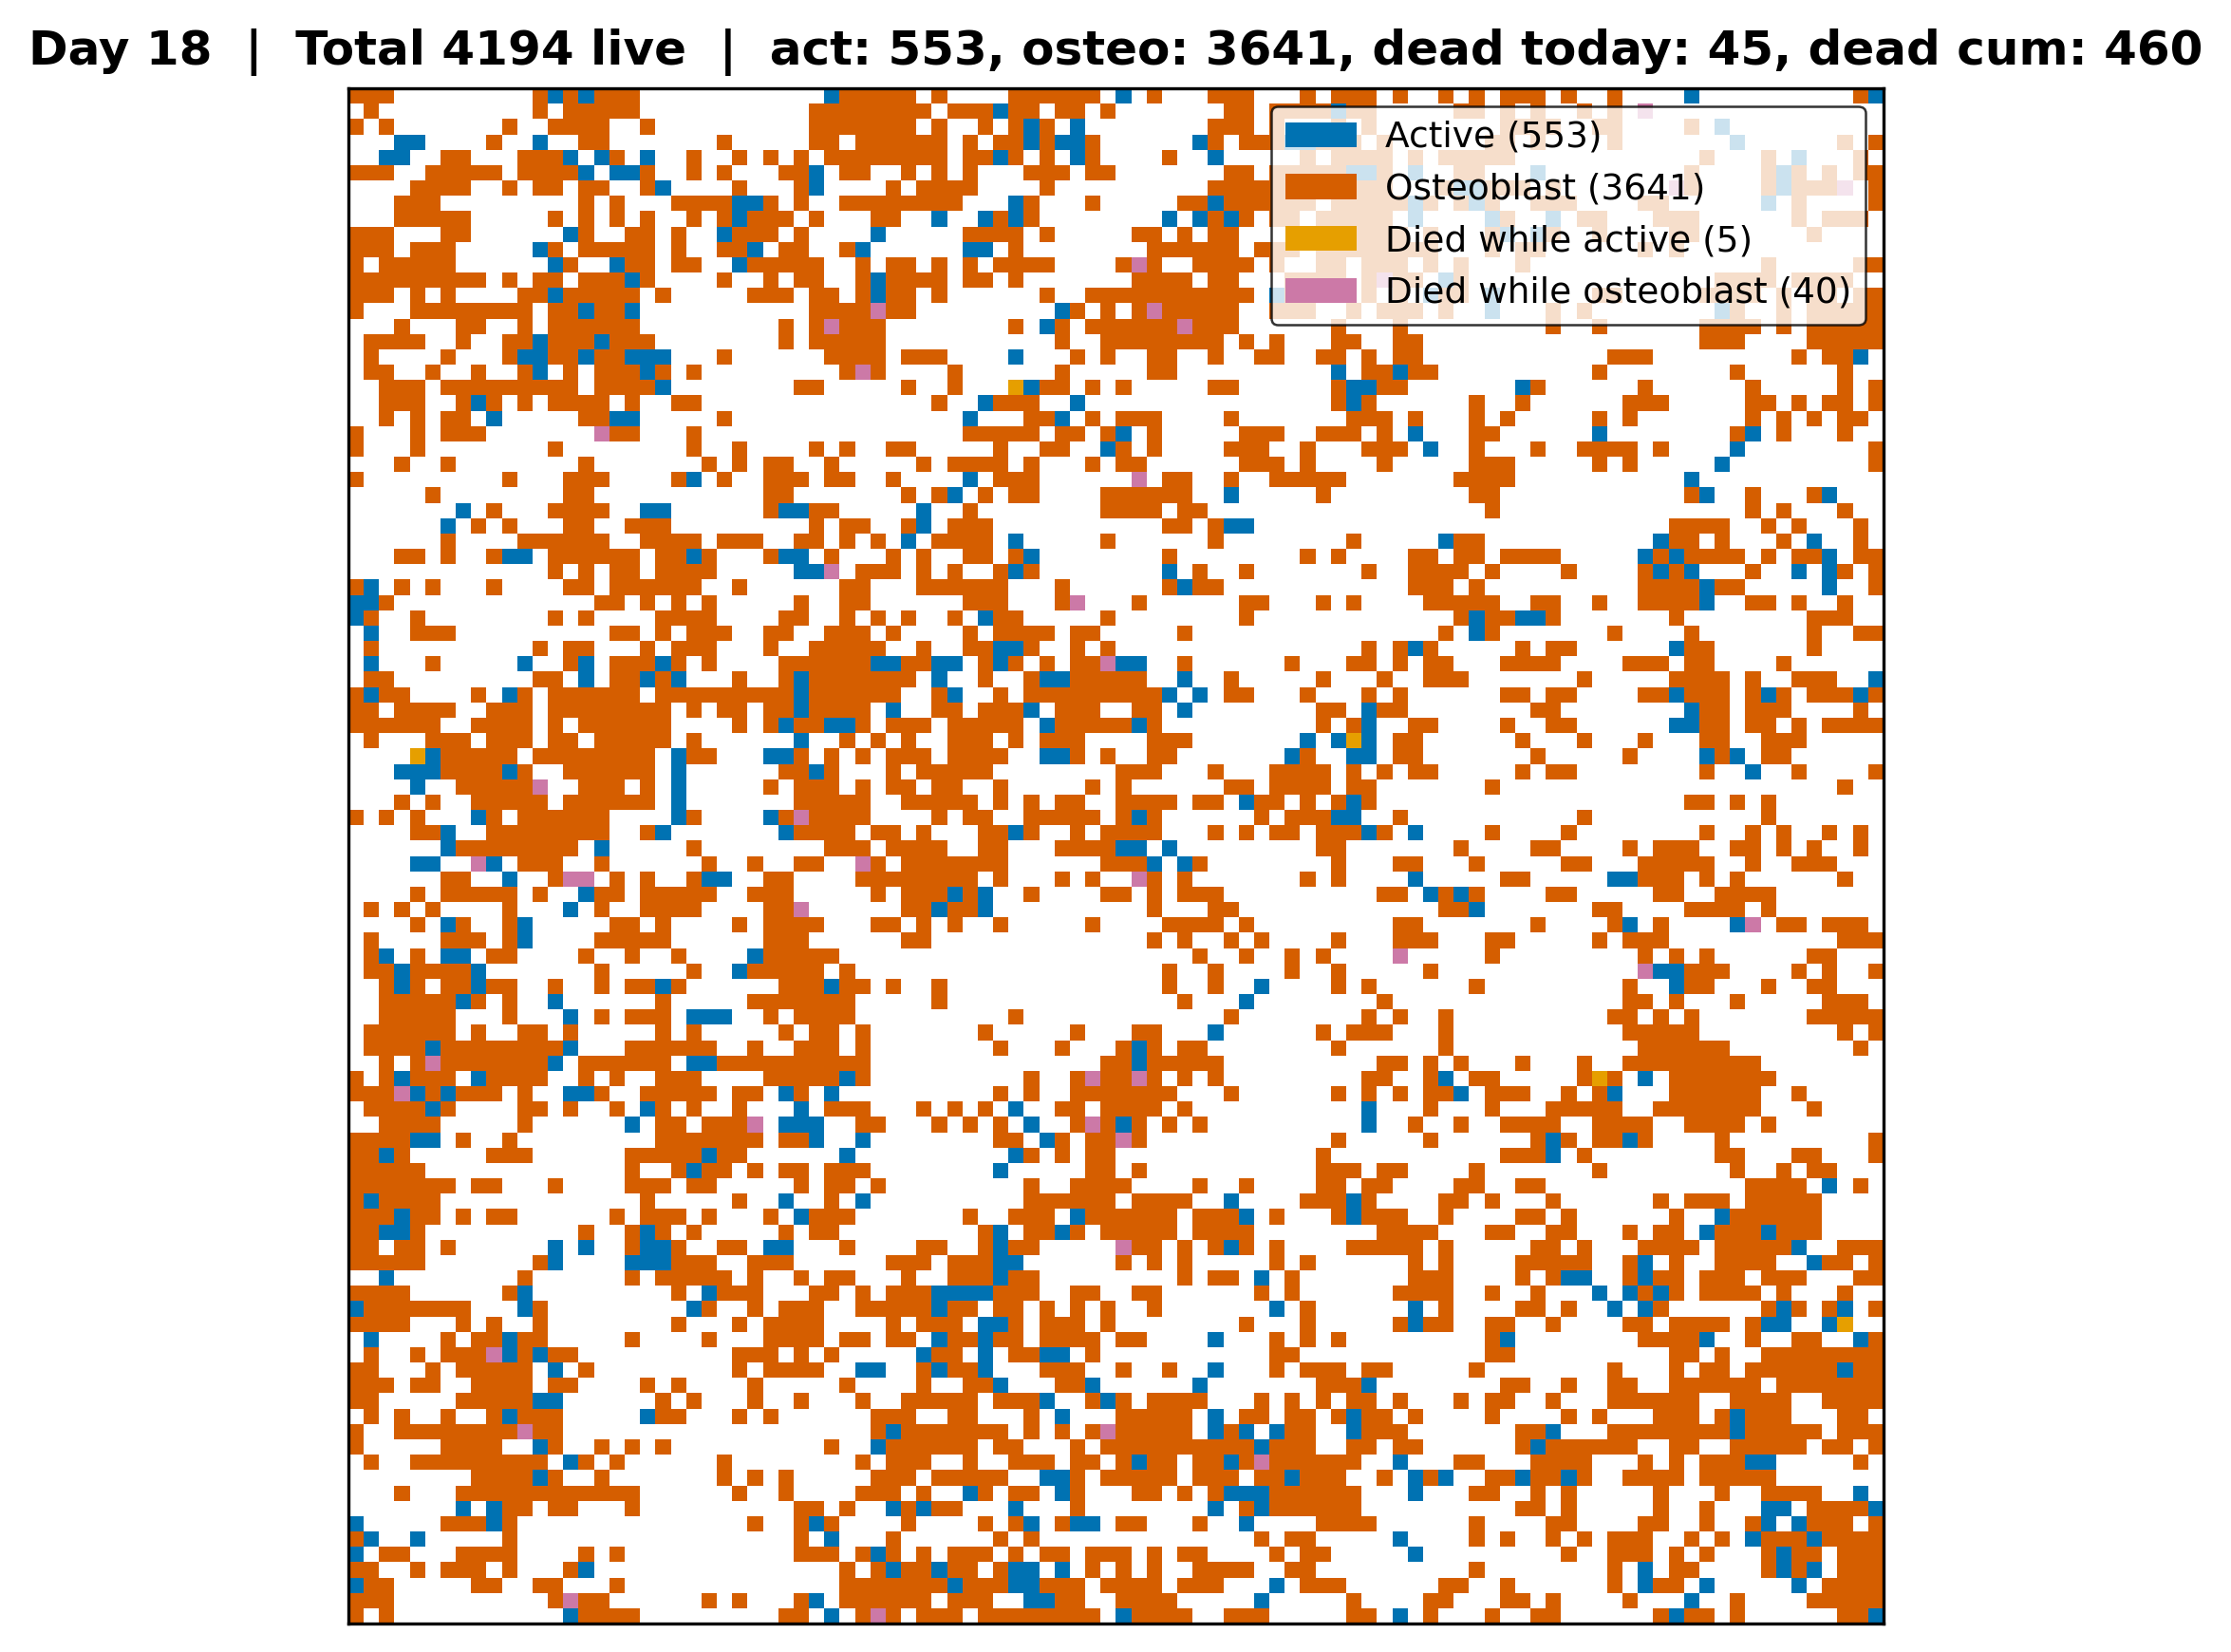 Day 18 | Total 4194 live | act: 553, osteo: 3641, dead today: 45, dead cum: 460
Active (553)
Osteoblast (3641)
Died while active (5)
Died while osteoblast (40)